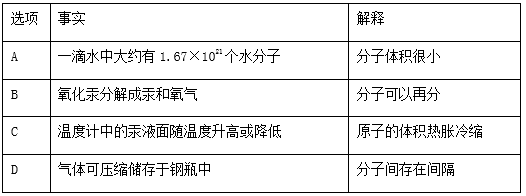 选项 事实 解释
A 一滴水中大约有 1.67×10²¹个水分子 分子体积很小
B 氧化汞分解成汞和氧气 分子可以再分
C 温度计中的汞液面随温度升高或降低 原子的体积热胀冷缩
D 气体可压缩储存于钢瓶中 分子间存在间隔